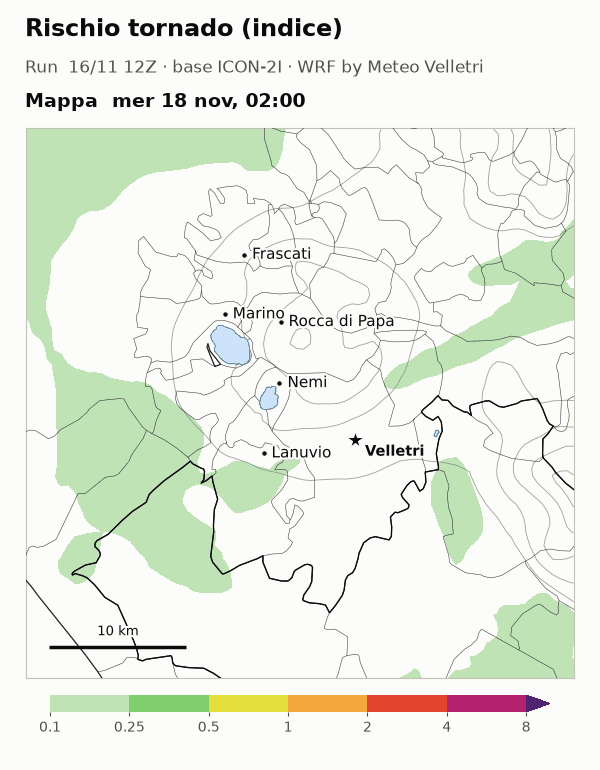 Rischio tornado (indice)
Run  16/11 12Z · base ICON-2I · WRF by Meteo Velletri
Mappa  mer 18 nov, 02:00
Frascati
Marino
Rocca di Papa
Nemi
Velletri
Lanuvio
10 km
0.1 0.25 0.5 1 2 4 8